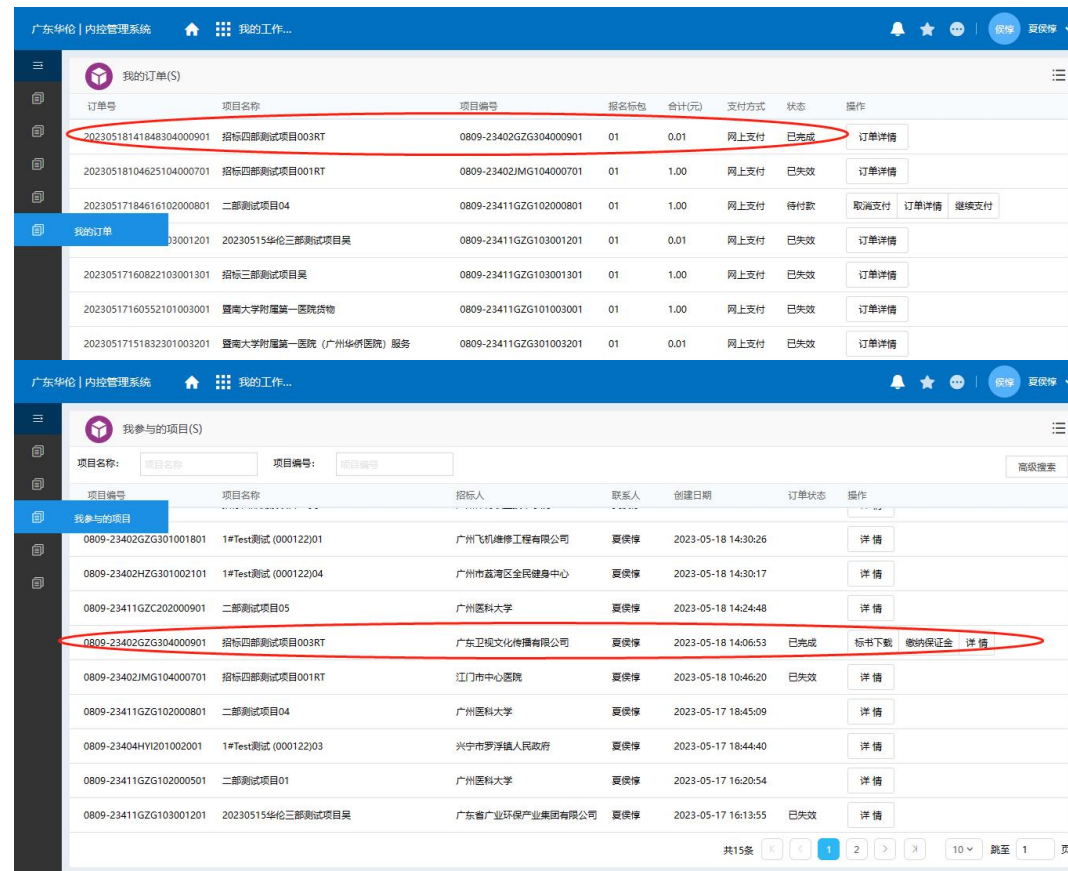 广东华伦 | 内控管理系统 我的工作... 侯惇 夏侯惇
我的订单(S)
订单号 项目名称 项目编号 报名标包 合计(元) 支付方式 状态 操作
2023051814184830400​0901 招标四部测试项目003RT 0809-23402GZG304000901 01 0.01 网上支付 已完成 订单详情
20230518104625104000701 招标四部测试项目001RT 0809-23402JMG104000701 01 1.00 网上支付 已失效 订单详情
20230517184616102000801 二部测试项目04 0809-23411GZG102000801 01 1.00 网上支付 待付款 取消支付 订单详情 继续支付
我的订单 03001201 20230515华伦三部测试项目吴 0809-23411GZG103001201 01 0.01 网上支付 已失效 订单详情
20230517160822103001301 招标三部测试项目吴 0809-23411GZG103001301 01 1.00 网上支付 已失效 订单详情
20230517160552101003001 暨南大学附属第一医院货物 0809-23411GZG101003001 01 1.00 网上支付 已失效 订单详情
20230517151832301003201 暨南大学附属第一医院（广州华侨医院）服务 0809-23411GZG301003201 01 0.01 网上支付 已失效 订单详情
广东华伦 | 内控管理系统 我的工作... 侯惇 夏侯惇
我参与的项目(S)
项目名称: 项目名称 项目编号: 项目编号 高级搜索
项目编号 项目名称 招标人 联系人 创建日期 订单状态 操作
我参与的项目
0809-23402GZG301001801 1#Test测试 (000122)01 广州飞机维修工程有限公司 夏侯惇 2023-05-18 14:30:26 详 情
0809-23402HZG301002101 1#Test测试 (000122)04 广州市荔湾区全民健身中心 夏侯惇 2023-05-18 14:30:17 详 情
0809-23411GZC202000901 二部测试项目05 广州医科大学 夏侯惇 2023-05-18 14:24:48 详 情
0809-23402GZG304000901 招标四部测试项目003RT 广东卫视文化传播有限公司 夏侯惇 2023-05-18 14:06:53 已完成 标书下载 缴纳保证金 详 情
0809-23402JMG104000701 招标四部测试项目001RT 江门市中心医院 夏侯惇 2023-05-18 10:46:20 已失效 详 情
0809-23411GZG102000801 二部测试项目04 广州医科大学 夏侯惇 2023-05-17 18:45:09 详 情
0809-23404HYI201002001 1#Test测试 (000122)03 兴宁市罗浮镇人民政府 夏侯惇 2023-05-17 18:44:40 详 情
0809-23411GZG102000501 二部测试项目01 广州医科大学 夏侯惇 2023-05-17 16:20:54 详 情
0809-23411GZG103001201 20230515华伦三部测试项目吴 广东省广业环保产业集团有限公司 夏侯惇 2023-05-17 16:13:55 已失效 详 情
共15条 1 2 10 跳至 1 页